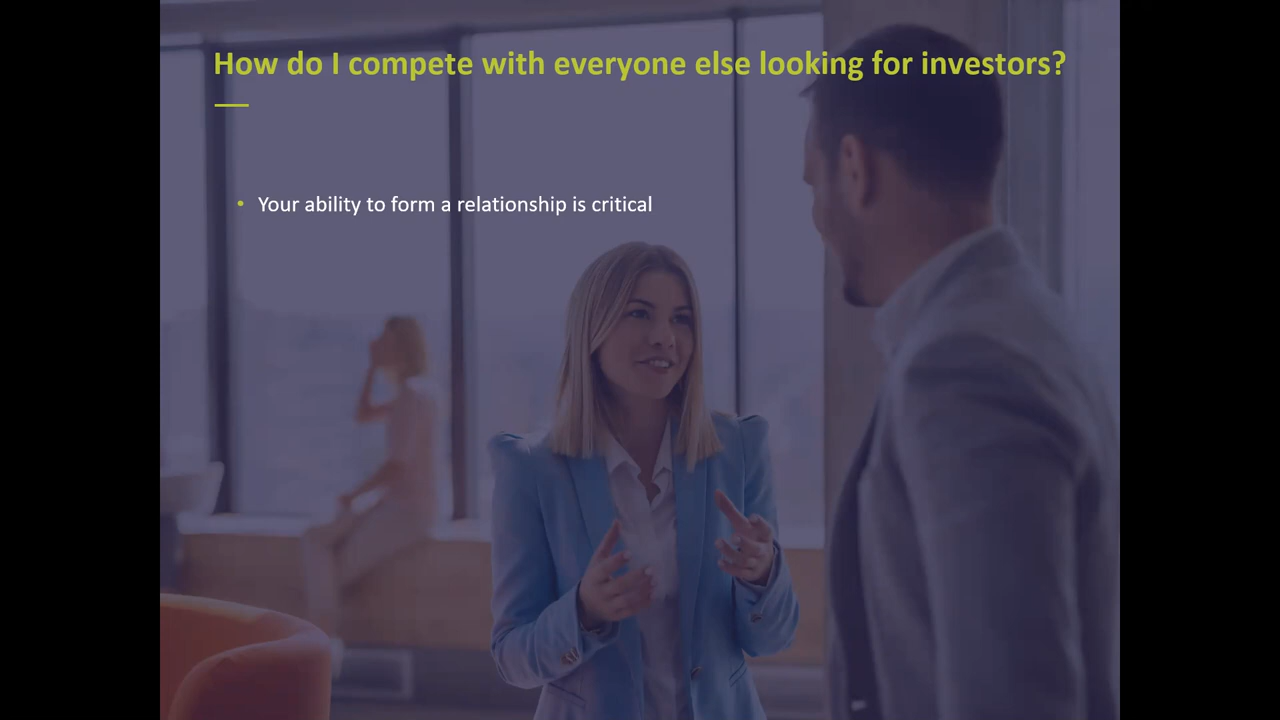 How do I compete with everyone else looking for investors?
• Your ability to form a relationship is critical